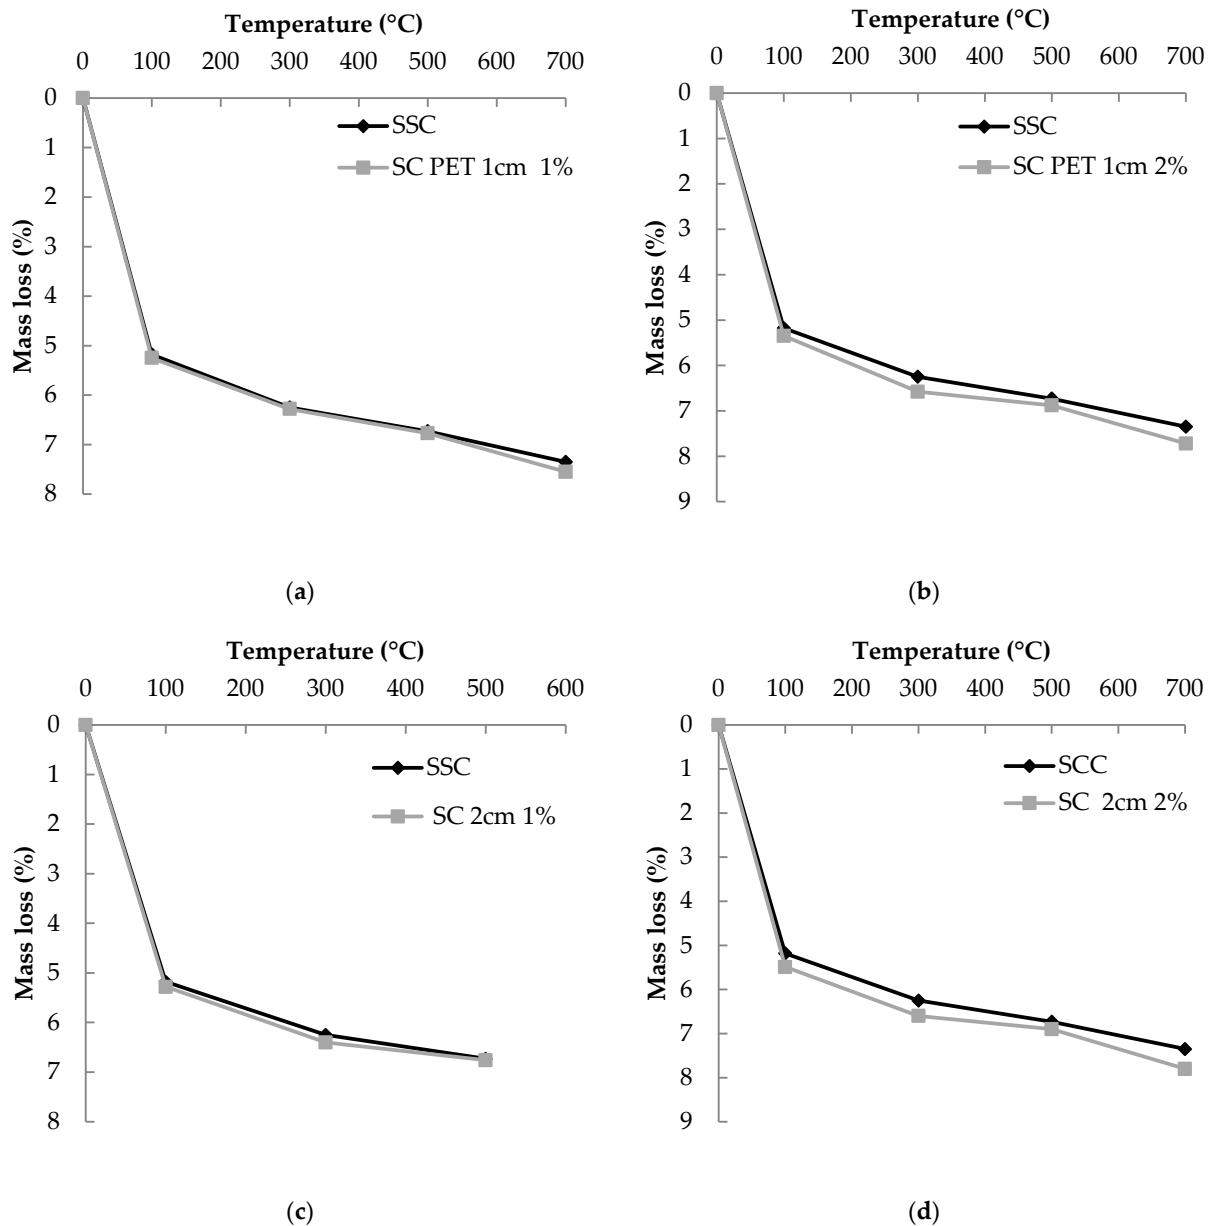 Temperature (°C)
0 100 200 300 400 500 600 700
0
1
2
3
4
5
6
7
8
Mass loss (%)
SSC
SC PET 1cm 1%
(a)
Temperature (°C)
0 100 200 300 400 500 600 700
0
1
2
3
4
5
6
7
8
9
Mass loss (%)
SSC
SC PET 1cm 2%
(b)
Temperature (°C)
0 100 200 300 400 500 600
0
1
2
3
4
5
6
7
8
Mass loss (%)
SSC
SC 2cm 1%
(c)
Temperature (°C)
0 100 200 300 400 500 600 700
0
1
2
3
4
5
6
7
8
9
Mass loss (%)
SCC
SC 2cm 2%
(d)